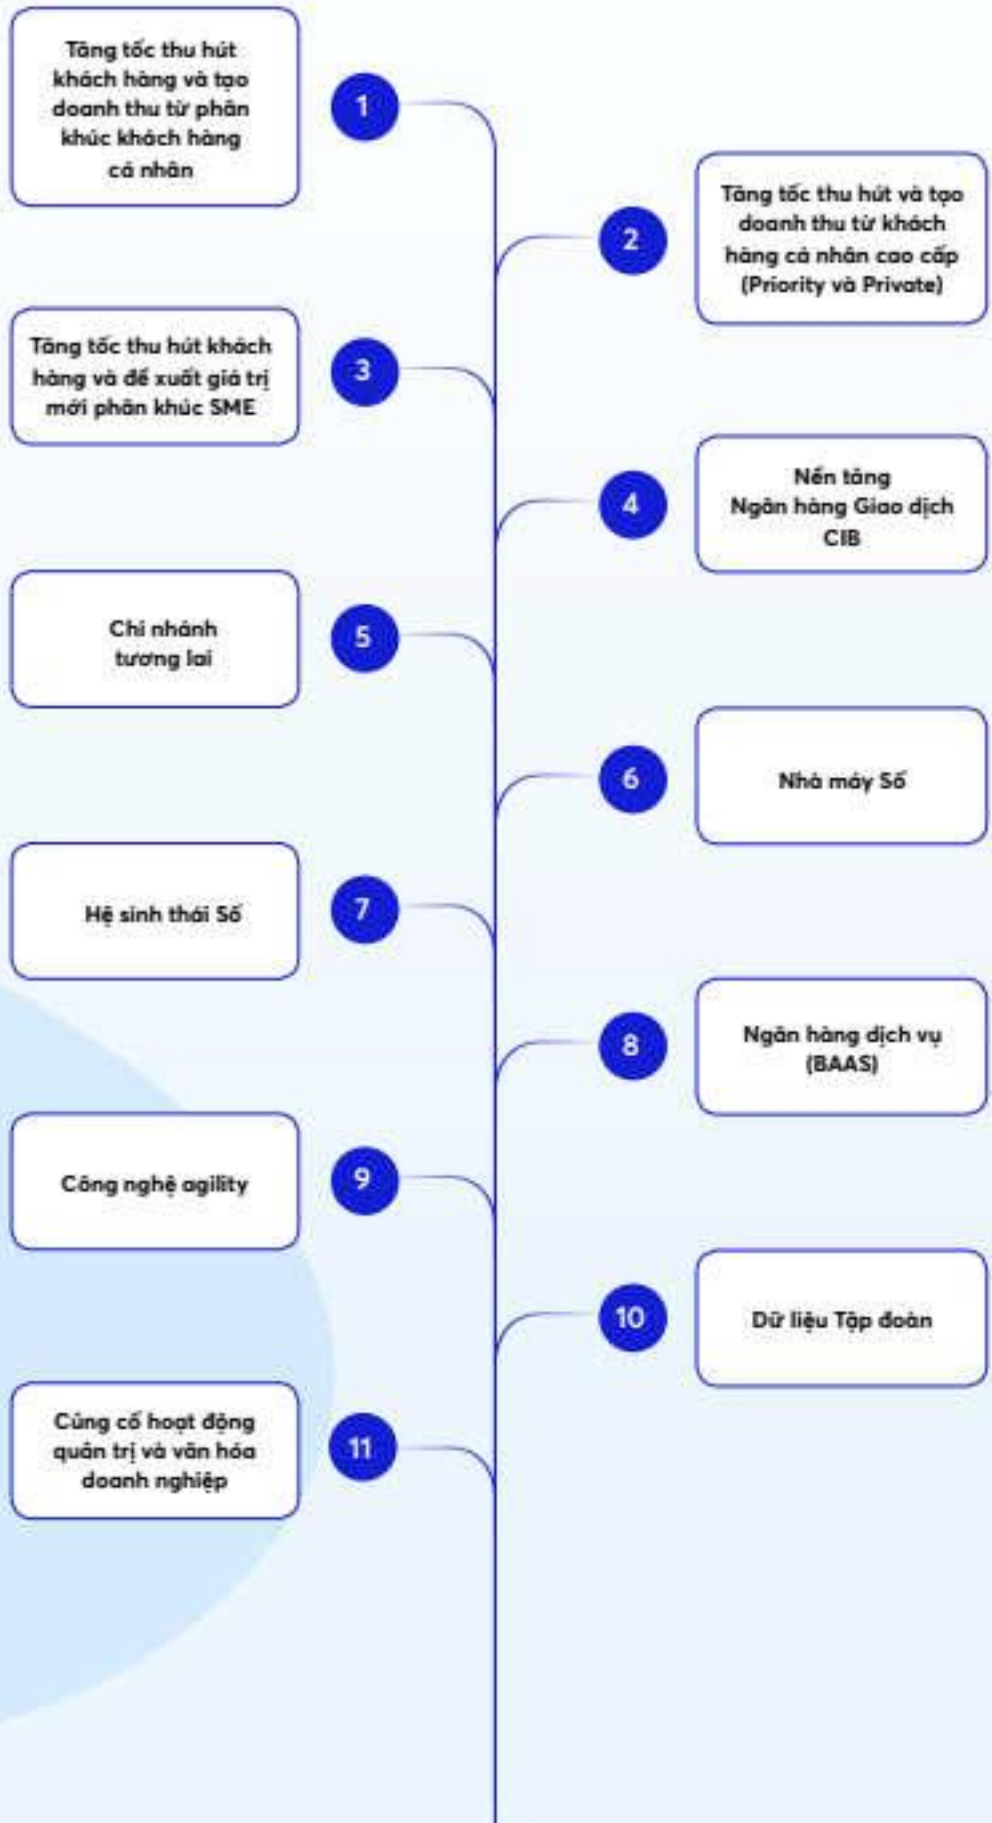 Tăng tốc thu hút
khách hàng và tạo
doanh thu từ phân
khúc khách hàng
cá nhân
1
2
Tăng tốc thu hút và tạo
doanh thu từ khách
hàng cá nhân cao cấp
(Priority và Private)
Tăng tốc thu hút khách
hàng và đề xuất giá trị
mới phân khúc SME
3
4
Nền tảng
Ngân hàng Giao dịch
CIB
Chi nhánh
tương lai
5
6
Nhà máy Số
Hệ sinh thái Số
7
8
Ngân hàng dịch vụ
(BAAS)
Công nghệ agility
9
10
Dữ liệu Tập đoàn
Củng cố hoạt động
quản trị và văn hóa
doanh nghiệp
11